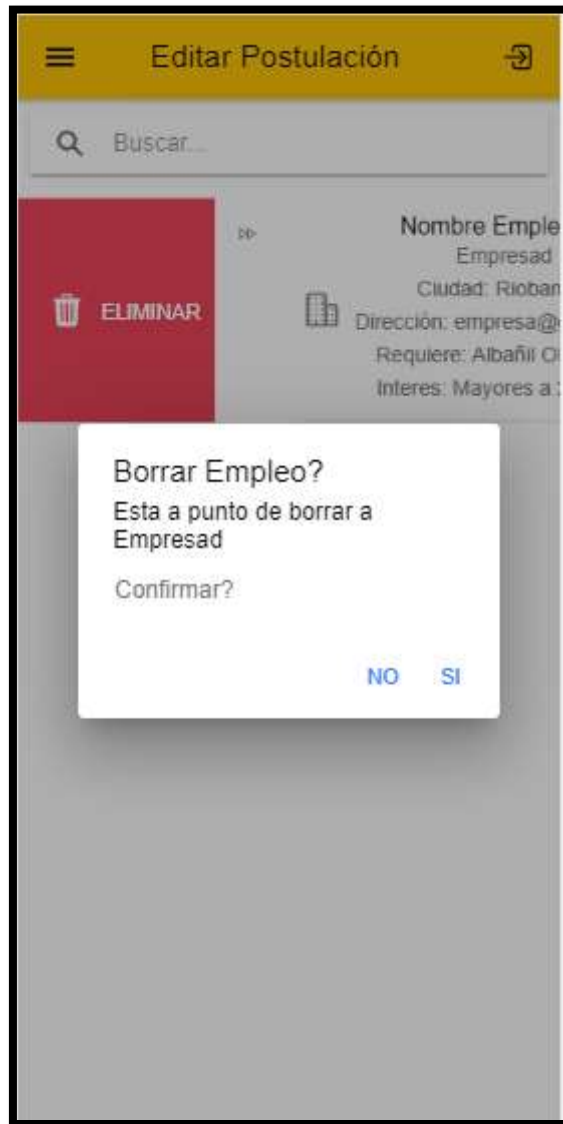 Editar Postulación
Buscar...
ELIMINAR
Nombre Emple
Empresad
Ciudad: Rioban
Dirección: empresa@
Requiere: Albañil O
Interes: Mayores a
Borrar Empleo?
Esta a punto de borrar a
Empresad
Confirmar?
NO SI